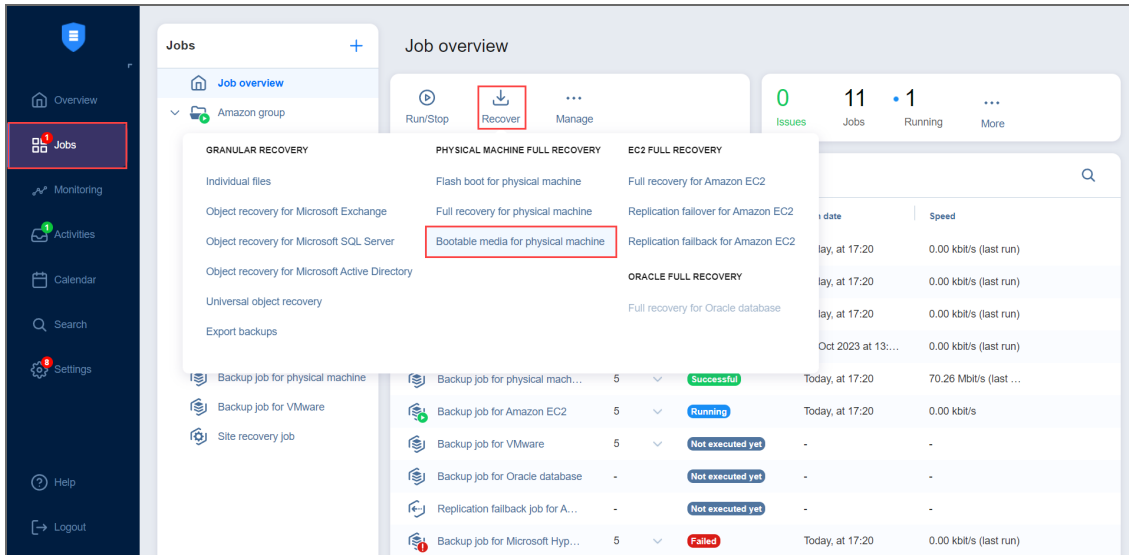 Overview
1
Jobs
Monitoring
1
Activities
Calendar
Search
8
Settings
Help
Logout
Jobs +
Job overview
Amazon group
Backup job for physical machine
Backup job for VMware
Site recovery job
Job overview
Run/Stop Recover Manage
0 11 1
Issues Jobs Running More
GRANULAR RECOVERY
Individual files
Object recovery for Microsoft Exchange
Object recovery for Microsoft SQL Server
Object recovery for Microsoft Active Directory
Universal object recovery
Export backups
PHYSICAL MACHINE FULL RECOVERY
Flash boot for physical machine
Full recovery for physical machine
Bootable media for physical machine
EC2 FULL RECOVERY
Full recovery for Amazon EC2
Replication failover for Amazon EC2
Replication failback for Amazon EC2
ORACLE FULL RECOVERY
Full recovery for Oracle database
date Speed
at 17:20 0.00 kbit/s (last run)
at 17:20 0.00 kbit/s (last run)
at 17:20 0.00 kbit/s (last run)
Oct 2023 at 13:... 0.00 kbit/s (last run)
Backup job for physical mach... 5 Successful Today, at 17:20 70.26 Mbit/s (last ...
Backup job for Amazon EC2 5 Running Today, at 17:20 0.00 kbit/s
Backup job for VMware 5 Not executed yet - -
Backup job for Oracle database - Not executed yet - -
Replication failback job for A... - Not executed yet - -
Backup job for Microsoft Hyp... 5 Failed Today, at 17:20 0.00 kbit/s (last run)